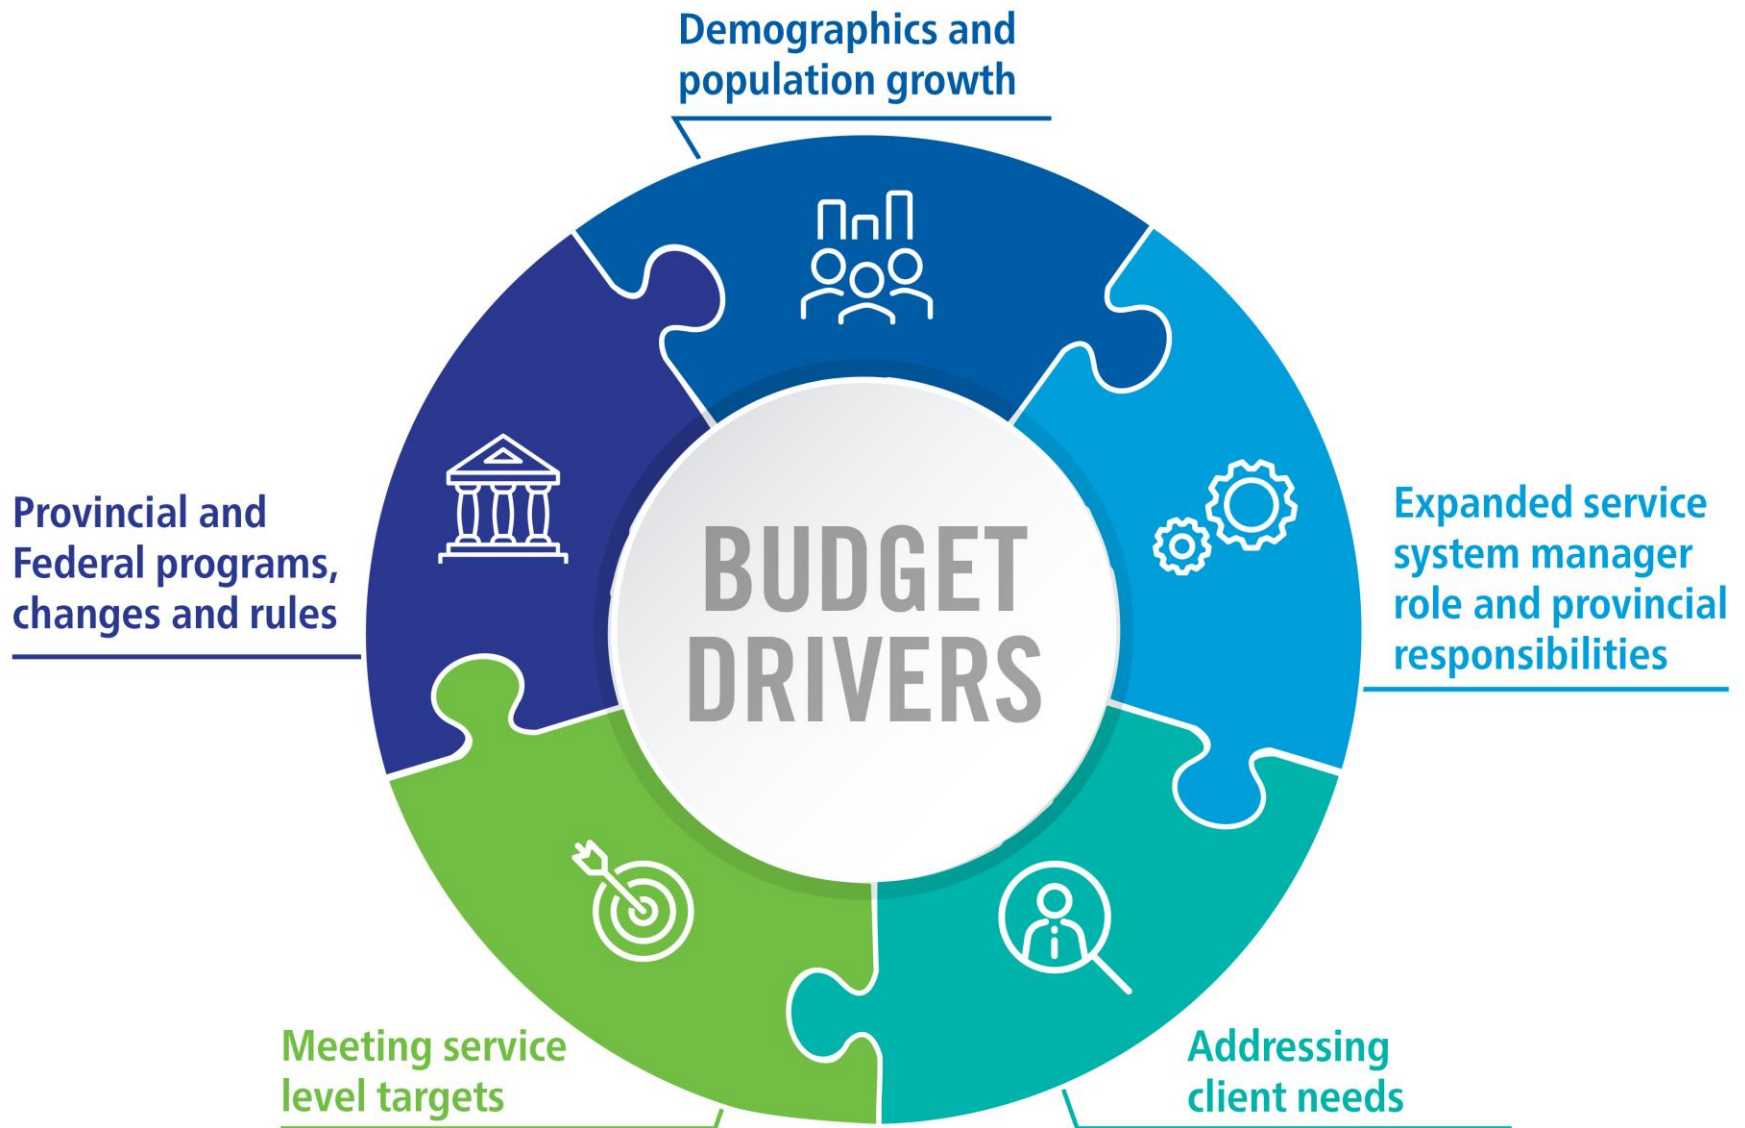 Demographics and
population growth
Provincial and
Federal programs,
changes and rules
BUDGET
DRIVERS
Expanded service
system manager
role and provincial
responsibilities
Meeting service
level targets
Addressing
client needs